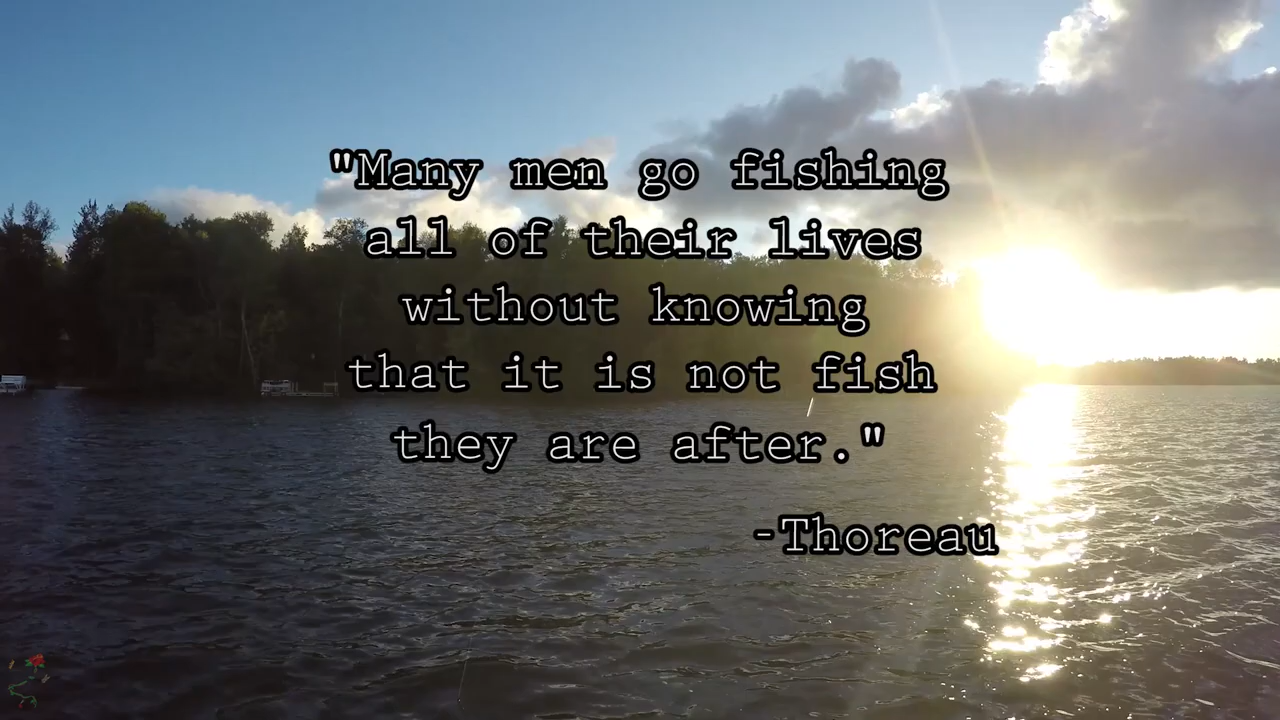 "Many men go fishing
all of their lives
without knowing
that it is not fish
they are after."
-Thoreau